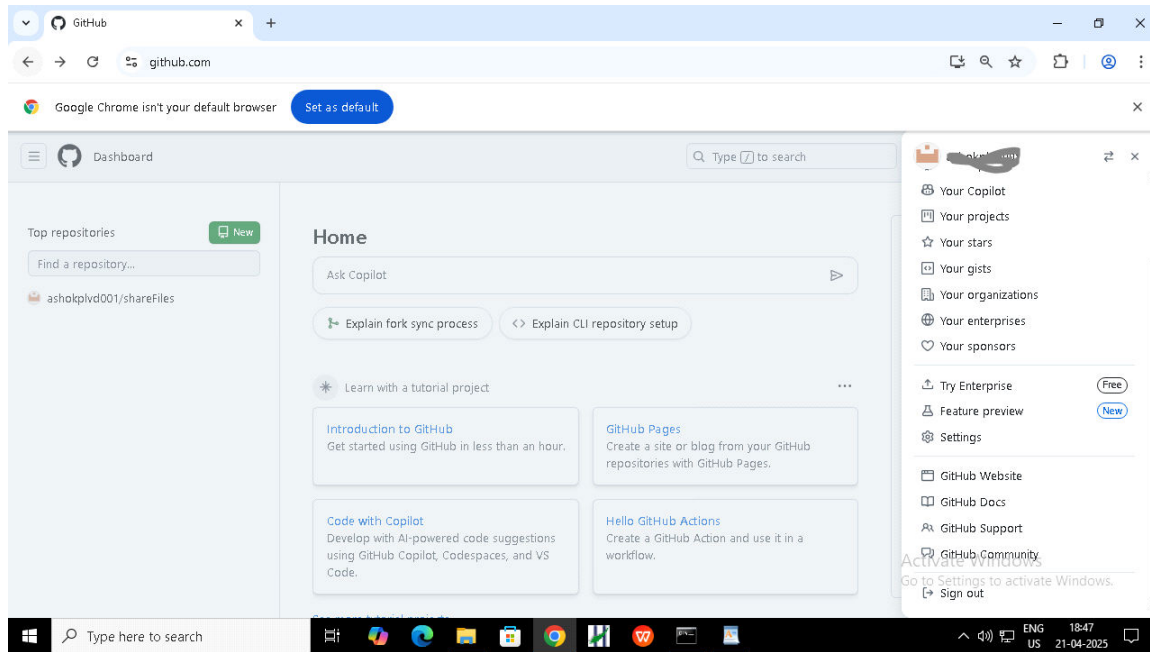 GitHub
github.com
Google Chrome isn't your default browser
Set as default
Dashboard
Type / to search
Top repositories
New
Find a repository...
ashokplvd001/shareFiles
Home
Ask Copilot
Explain fork sync process
Explain CLI repository setup
Learn with a tutorial project
Introduction to GitHub
Get started using GitHub in less than an hour.
GitHub Pages
Create a site or blog from your GitHub
repositories with GitHub Pages.
Code with Copilot
Develop with AI-powered code suggestions
using GitHub Copilot, Codespaces, and VS
Code.
Hello GitHub Actions
Create a GitHub Action and use it in a
workflow.
See more tutorial projects
Your Copilot
Your projects
Your stars
Your gists
Your organizations
Your enterprises
Your sponsors
Try Enterprise
Free
Feature preview
New
Settings
GitHub Website
GitHub Docs
GitHub Support
GitHub Community
Activate Windows
Go to Settings to activate Windows.
Sign out
Type here to search
ENG
US
18:47
21-04-2025